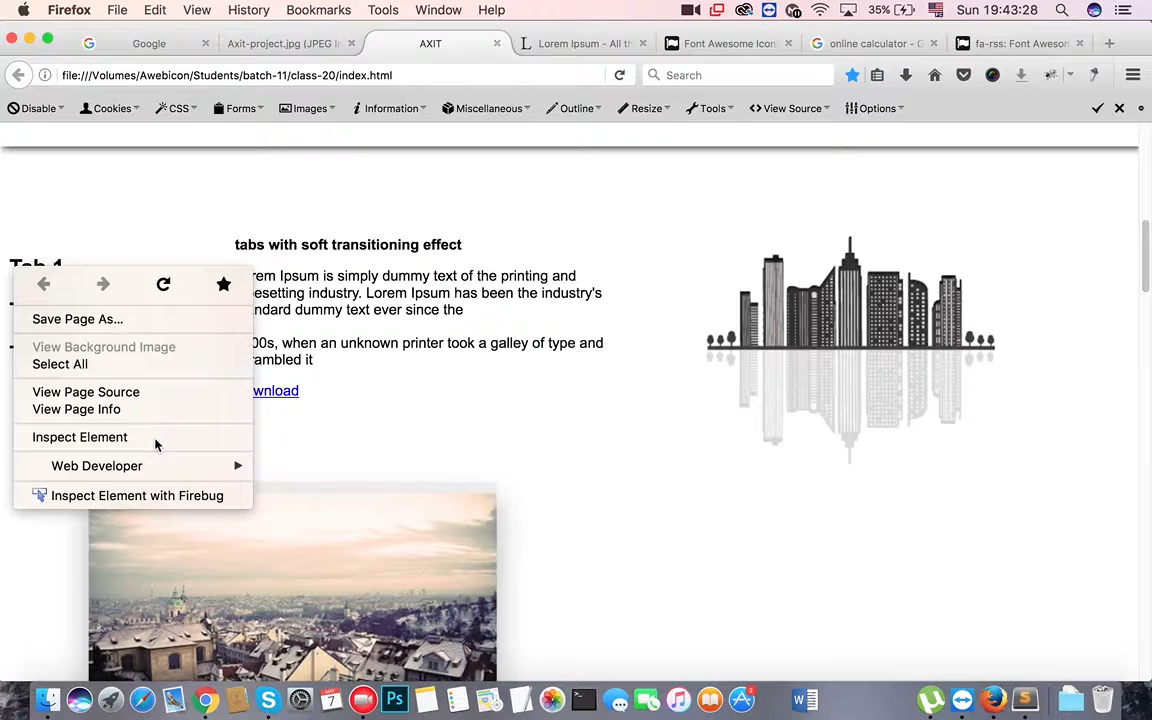 Firefox File Edit View History Bookmarks Tools Window Help 35% Sun 19:43:28
Google Axit-project.jpg (JPEG I AXIT Lorem Ipsum - All t Font Awesome Icon online calculator - G fa-rss: Font Aweson
file:///Volumes/Awebicon/Students/batch-11/class-20/index.html Search
Disable Cookies CSS Forms Images Information Miscellaneous Outline Resize Tools View Source Options
tabs with soft transitioning effect
Tab 1
rem Ipsum is simply dummy text of the printing and
esetting industry. Lorem Ipsum has been the industry's
ndard dummy text ever since the
00s, when an unknown printer took a galley of type and
ambled it
wnload
Save Page As...
View Background Image
Select All
View Page Source
View Page Info
Inspect Element
Web Developer
Inspect Element with Firebug